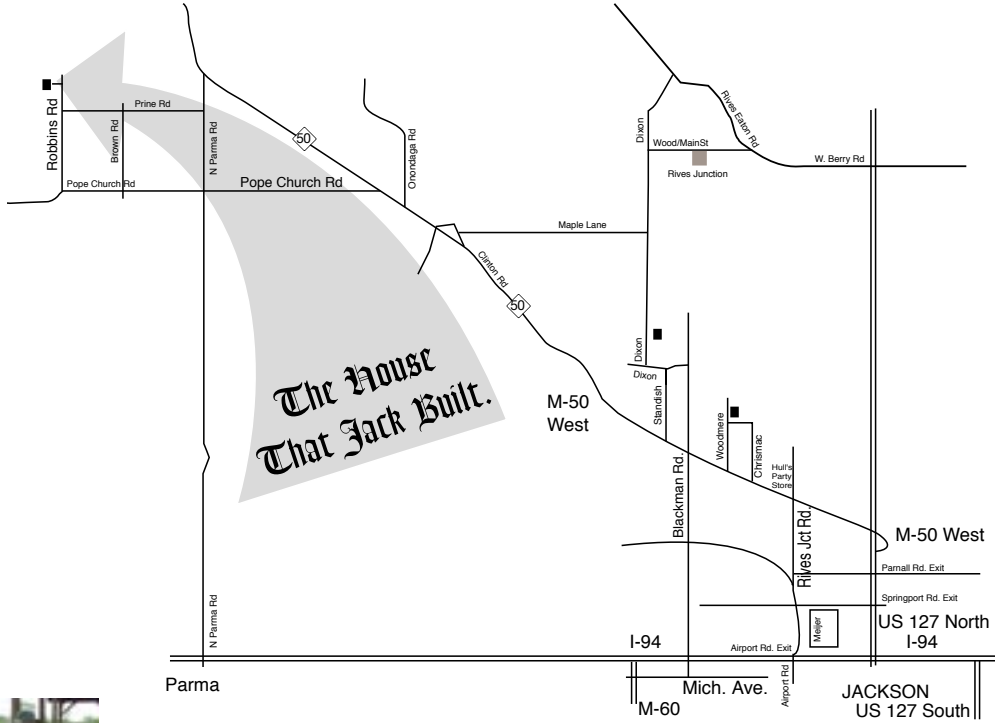 Prine Rd
Robbins Rd
Brown Rd
N Parma Rd
Pope Church Rd
Pope Church Rd
50
Onondaga Rd
Dixon
Rives Eaton Rd
Wood/MainSt
Rives Junction
W. Berry Rd
Maple Lane
Clinton Rd
50
Dixon
Dixon
Standish
The House
That Jack Built.
M-50
West
Woodmere
Chrismac
Hull's
Party
Store
Blackman Rd.
Rives Jct Rd.
M-50 West
Parnall Rd. Exit
Springport Rd. Exit
N Parma Rd
Meijer
US 127 North
I-94
I-94
Airport Rd. Exit
Parma
Mich. Ave.
Airport Rd
M-60
JACKSON
US 127 South